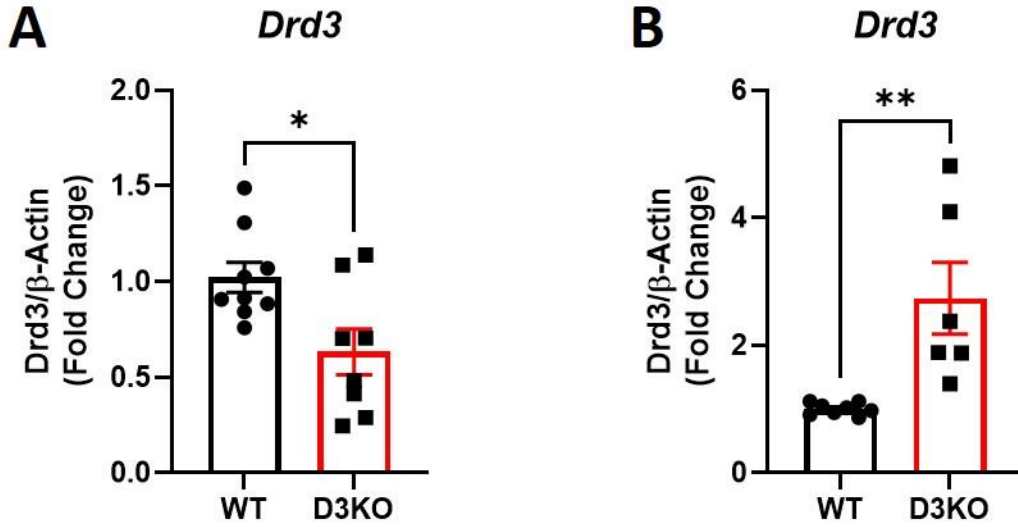 A
Drd3
Drd3/β-Actin
(Fold Change)
2.0
1.5
1.0
0.5
0.0
*
WT
D3KO
B
Drd3
Drd3/β-Actin
(Fold Change)
6
4
2
0
**
WT
D3KO